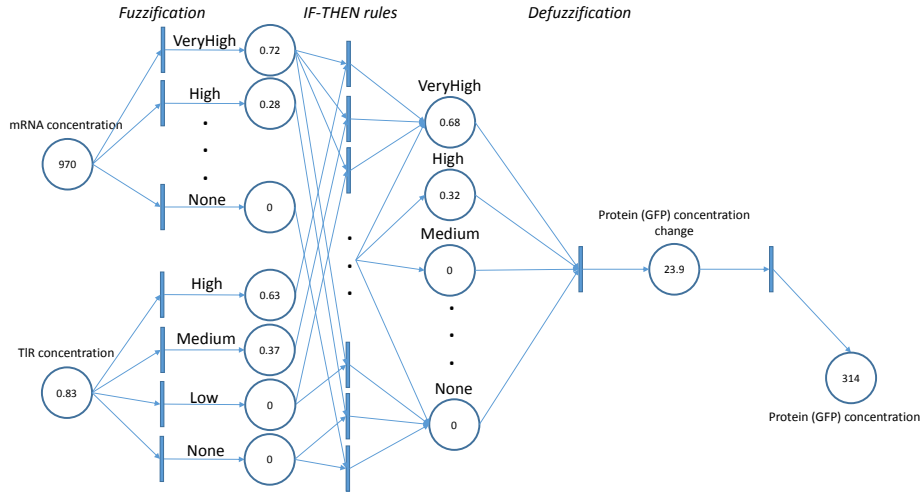 Fuzzification
IF-THEN rules
Defuzzification
VeryHigh
0.72
High
0.28
mRNA concentration
970
None
0
VeryHigh
0.68
High
0.32
Medium
0
None
0
High
0.63
Medium
0.37
TIR concentration
0.83
Low
0
None
0
Protein (GFP) concentration
change
23.9
314
Protein (GFP) concentration